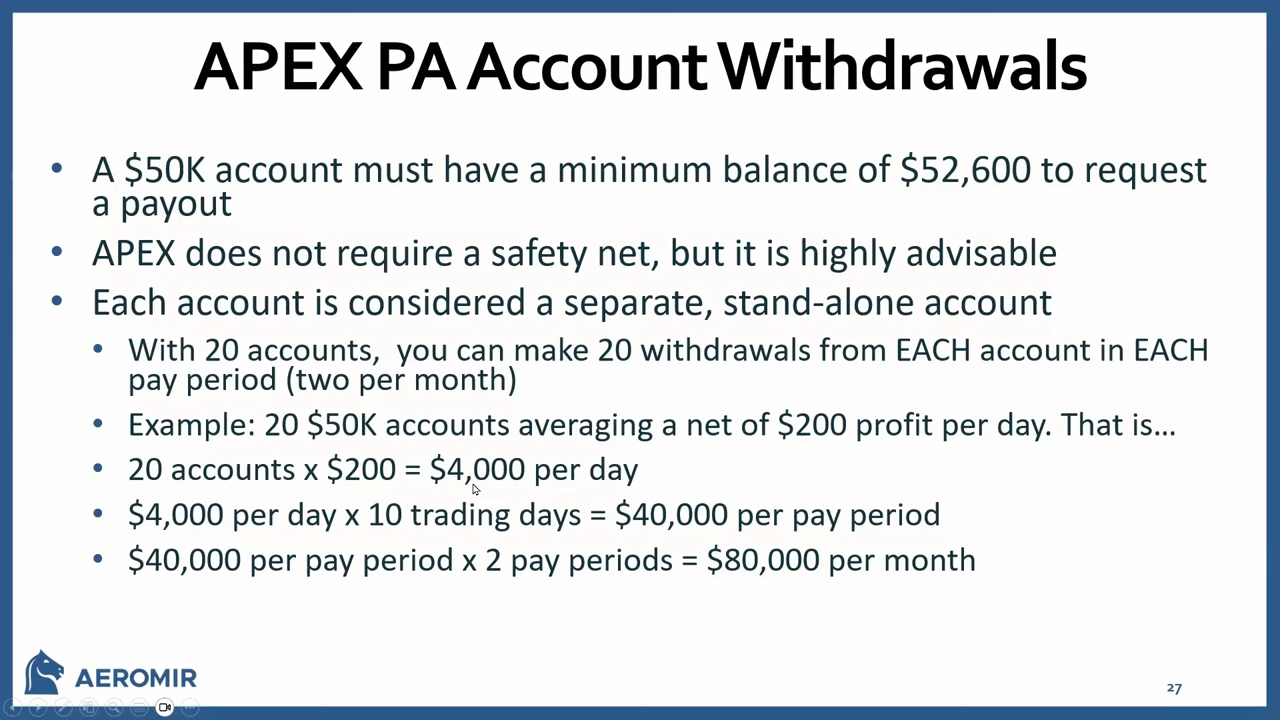 APEX PA Account Withdrawals
• A $50K account must have a minimum balance of $52,600 to request
a payout
• APEX does not require a safety net, but it is highly advisable
• Each account is considered a separate, stand-alone account
• With 20 accounts,  you can make 20 withdrawals from EACH account in EACH
pay period (two per month)
• Example: 20 $50K accounts averaging a net of $200 profit per day. That is...
• 20 accounts x $200 = $4,000 per day
• $4,000 per day x 10 trading days = $40,000 per pay period
• $40,000 per pay period x 2 pay periods = $80,000 per month
AEROMIR
27